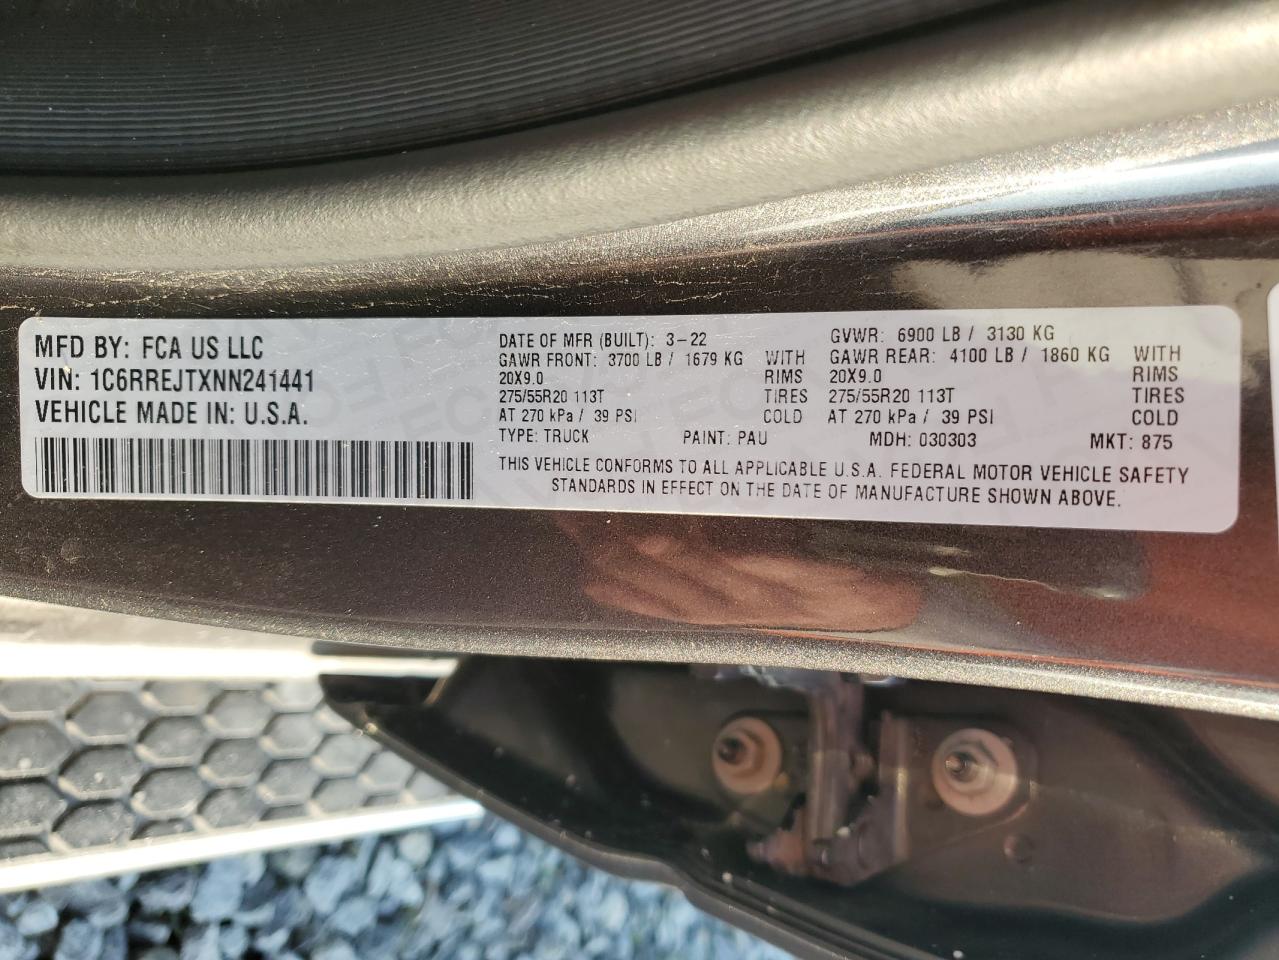 MFD BY: FCA US LLC
VIN: 1C6RREJTXNN241441
VEHICLE MADE IN: U.S.A.
DATE OF MFR (BUILT): 3-22 GVWR: 6900 LB / 3130 KG
GAWR FRONT: 3700 LB / 1679 KG WITH GAWR REAR: 4100 LB / 1860 KG WITH
20X9.0 RIMS 20X9.0 RIMS
275/55R20 113T TIRES 275/55R20 113T TIRES
AT 270 kPa / 39 PSI COLD AT 270 kPa / 39 PSI COLD
TYPE: TRUCK PAINT: PAU MDH: 030303 MKT: 875
THIS VEHICLE CONFORMS TO ALL APPLICABLE U.S.A. FEDERAL MOTOR VEHICLE SAFETY
STANDARDS IN EFFECT ON THE DATE OF MANUFACTURE SHOWN ABOVE.